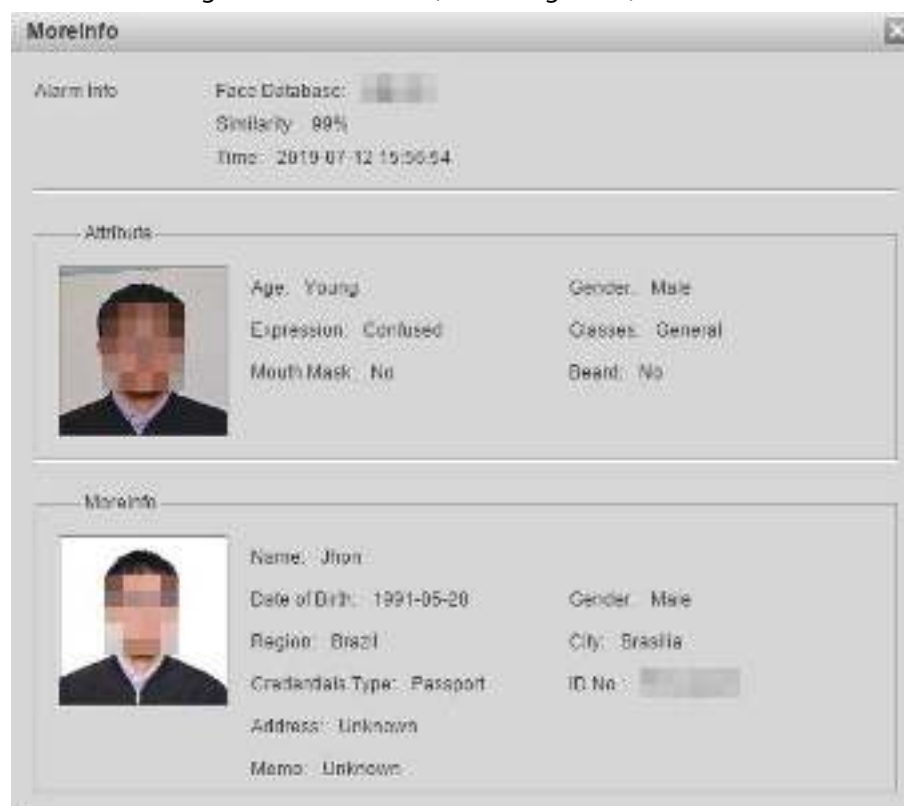 MoreInfo
Alarm Info Face Database:
Similarity 99%
Time: 2019-07-12 15:56:54
Attribute
Age: Young Gender: Male
Expression: Confused Glasses: General
Mouth Mask: No Beard: No
MoreInfo
Name: Jhon
Date of Birth: 1991-05-28 Gender: Male
Region: Brazil City: Brasilia
Credentials Type: Passport ID No.:
Address: Unknown
Memo: Unknown